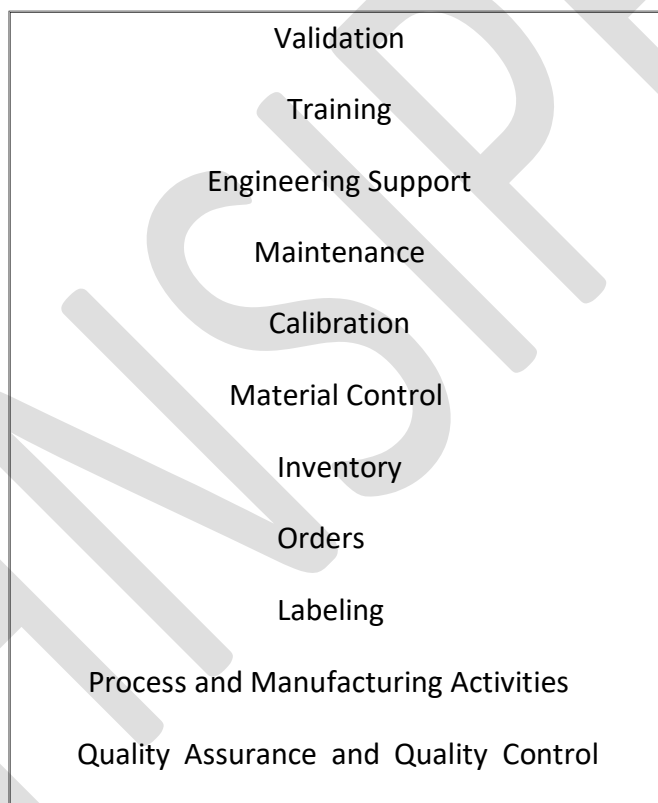 Validation
Training
Engineering Support
Maintenance
Calibration
Material Control
Inventory
Orders
Labeling
Process and Manufacturing Activities
Quality Assurance and Quality Control